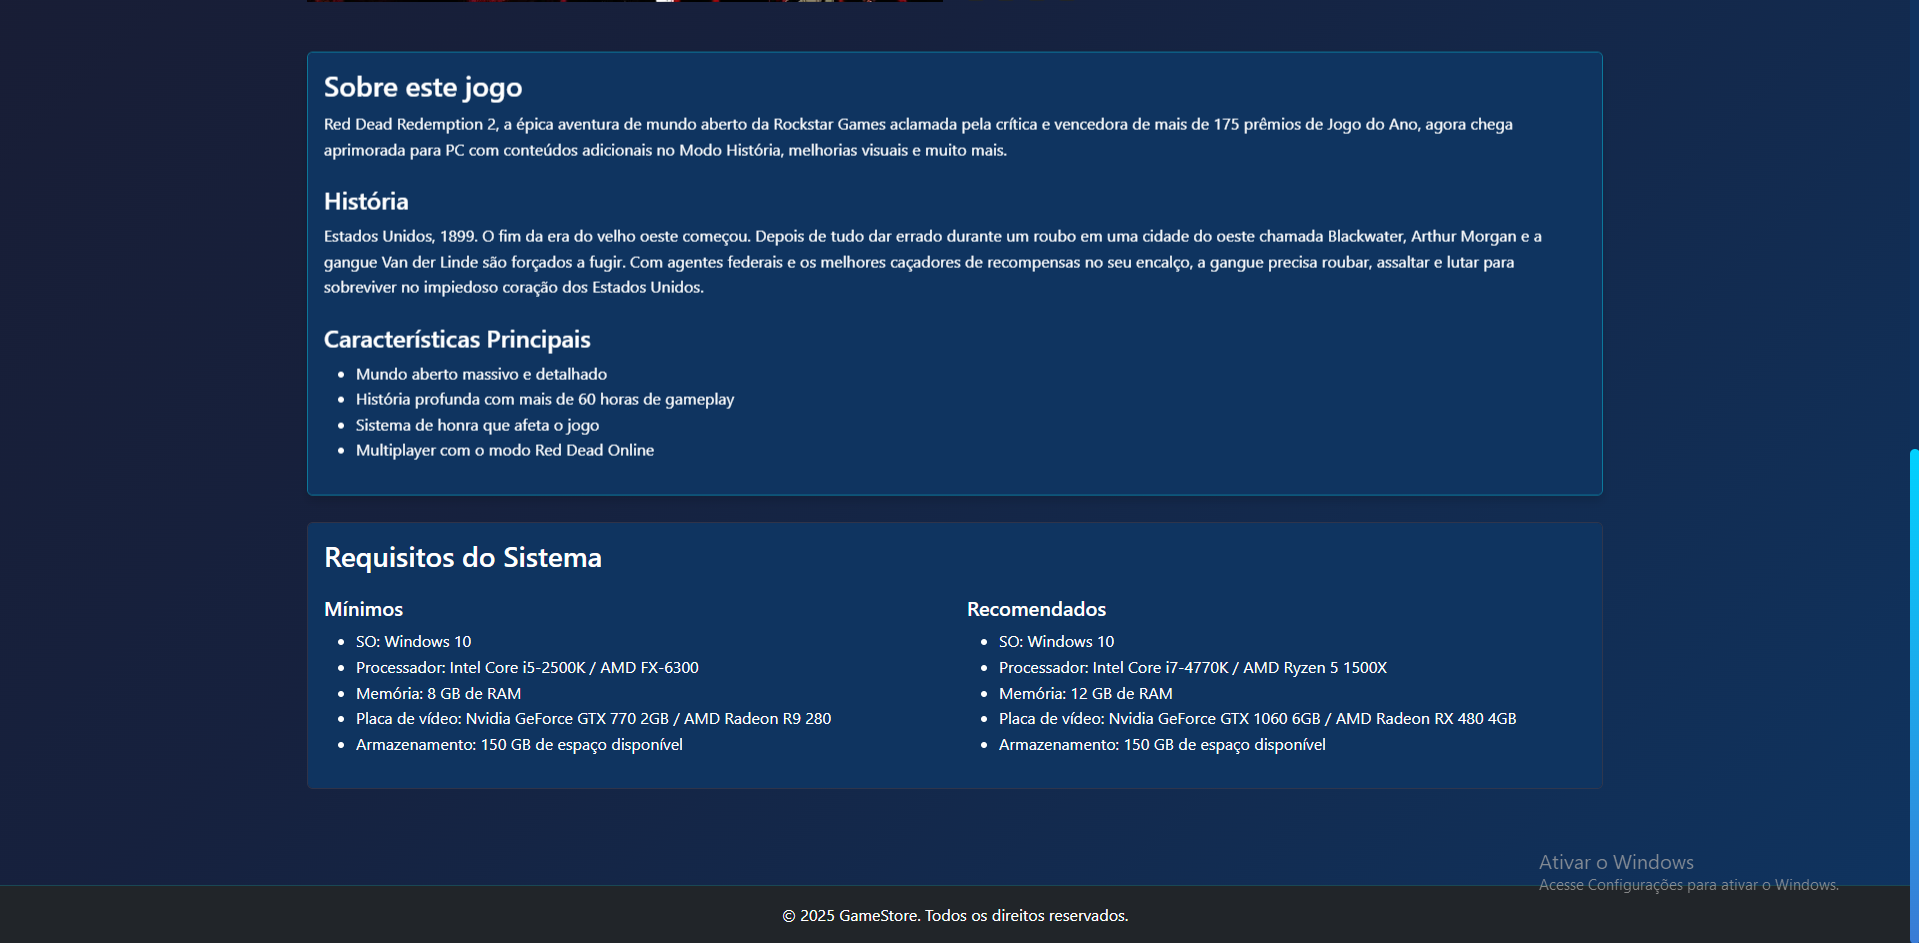 Sobre este jogo
Red Dead Redemption 2, a épica aventura de mundo aberto da Rockstar Games aclamada pela crítica e vencedora de mais de 175 prêmios de Jogo do Ano, agora chega
aprimorada para PC com conteúdos adicionais no Modo História, melhorias visuais e muito mais.
História
Estados Unidos, 1899. O fim da era do velho oeste começou. Depois de tudo dar errado durante um roubo em uma cidade do oeste chamada Blackwater, Arthur Morgan e a
gangue Van der Linde são forçados a fugir. Com agentes federais e os melhores caçadores de recompensas no seu encalço, a gangue precisa roubar, assaltar e lutar para
sobreviver no impiedoso coração dos Estados Unidos.
Características Principais
• Mundo aberto massivo e detalhado
• História profunda com mais de 60 horas de gameplay
• Sistema de honra que afeta o jogo
• Multiplayer com o modo Red Dead Online
Requisitos do Sistema
Mínimos
• SO: Windows 10
• Processador: Intel Core i5-2500K / AMD FX-6300
• Memória: 8 GB de RAM
• Placa de vídeo: Nvidia GeForce GTX 770 2GB / AMD Radeon R9 280
• Armazenamento: 150 GB de espaço disponível
Recomendados
• SO: Windows 10
• Processador: Intel Core i7-4770K / AMD Ryzen 5 1500X
• Memória: 12 GB de RAM
• Placa de vídeo: Nvidia GeForce GTX 1060 6GB / AMD Radeon RX 480 4GB
• Armazenamento: 150 GB de espaço disponível
Ativar o Windows
Acesse Configurações para ativar o Windows.
© 2025 GameStore. Todos os direitos reservados.